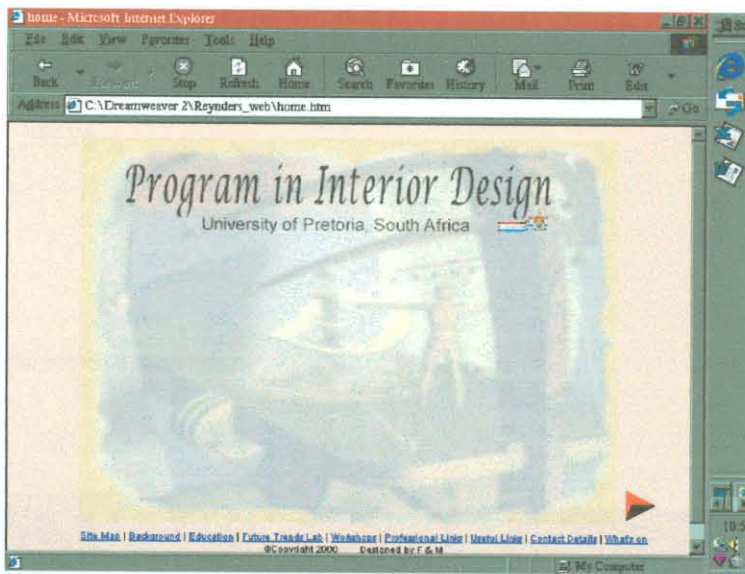 home - Microsoft Internet Explorer
File Edit View Favorites Tools Help
Back Forward Stop Refresh Home Search Favorites History Mail Print Edit
Address C:\Dreamweaver 2\Reynders_web\home.htm Go
Program in Interior Design
University of Pretoria, South Africa
Site Map | Background | Education | Future Trends Lab | Workshops | Professional Links | Useful Links | Contact Details | What's on
©Copyright 2000 Designed by F & M
My Computer